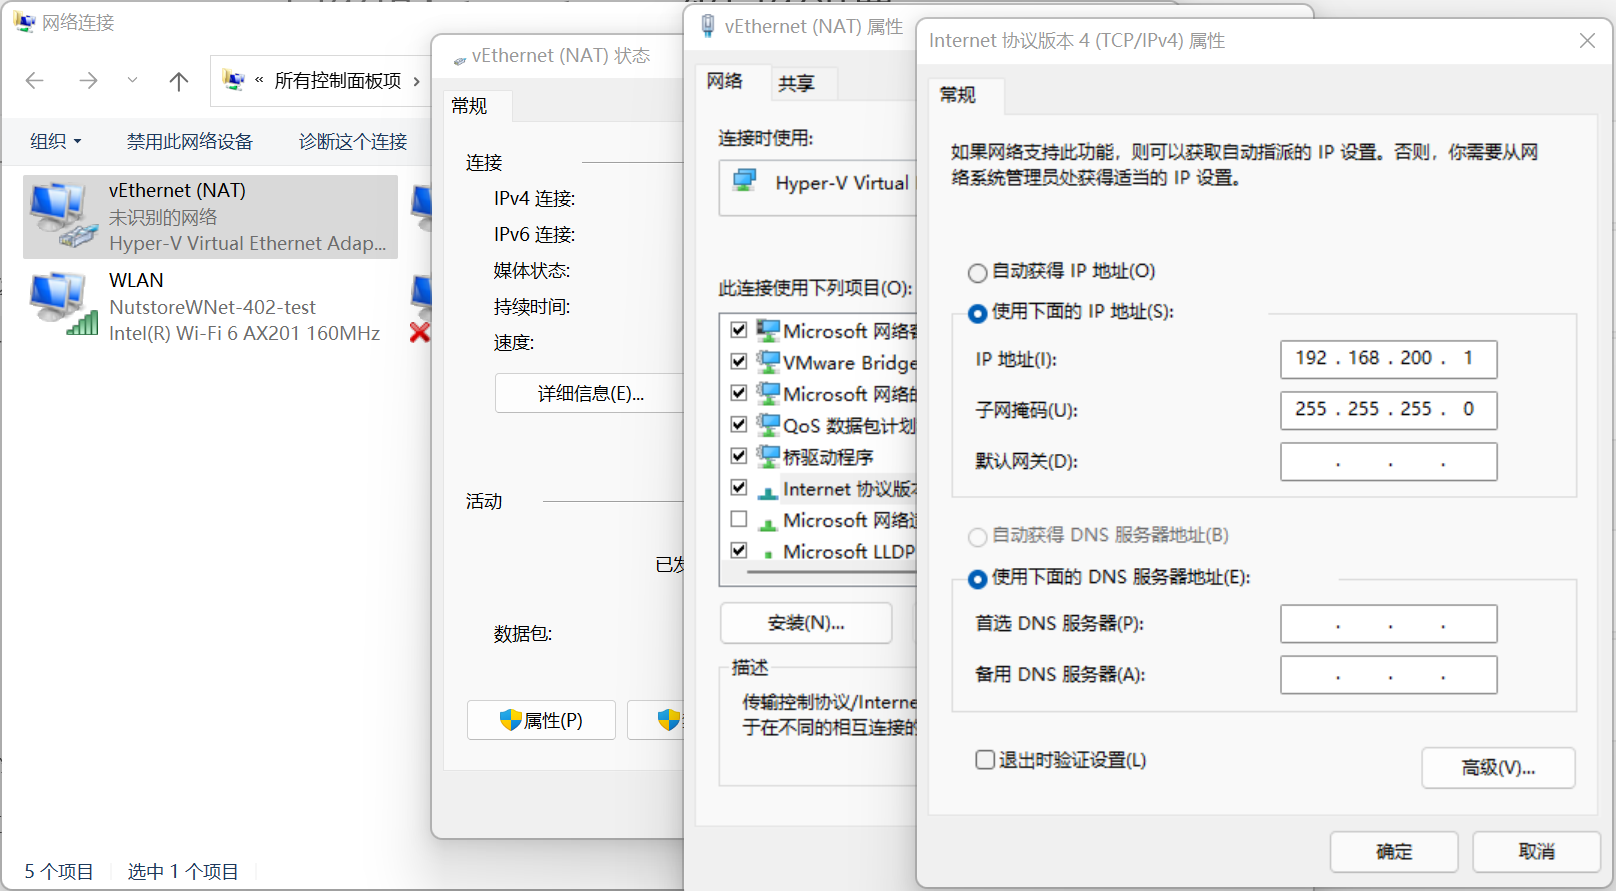 网络连接
« 所有控制面板项 ›
组织
禁用此网络设备
诊断这个连接
vEthernet (NAT)
未识别的网络
Hyper-V Virtual Ethernet Adap...
WLAN
NutstoreWNet-402-test
Intel(R) Wi-Fi 6 AX201 160MHz
5 个项目
选中 1 个项目
vEthernet (NAT) 状态
常规
连接
IPv4 连接:
IPv6 连接:
媒体状态:
持续时间:
速度:
详细信息(E)...
活动
已发
数据包:
属性(P)
vEthernet (NAT) 属性
网络
共享
连接时使用:
Hyper-V Virtual
此连接使用下列项目(O):
Microsoft 网络客
VMware Bridge
Microsoft 网络的
QoS 数据包计划
桥驱动程序
Internet 协议版本
Microsoft 网络适
Microsoft LLDP
安装(N)...
描述
传输控制协议/Interne
于在不同的相互连接的
Internet 协议版本 4 (TCP/IPv4) 属性
常规
如果网络支持此功能，则可以获取自动指派的 IP 设置。否则，你需要从网
络系统管理员处获得适当的 IP 设置。
自动获得 IP 地址(O)
使用下面的 IP 地址(S):
IP 地址(I):
192 . 168 . 200 . 1
子网掩码(U):
255 . 255 . 255 . 0
默认网关(D):
. . .
自动获得 DNS 服务器地址(B)
使用下面的 DNS 服务器地址(E):
首选 DNS 服务器(P):
. . .
备用 DNS 服务器(A):
. . .
退出时验证设置(L)
高级(V)...
确定
取消